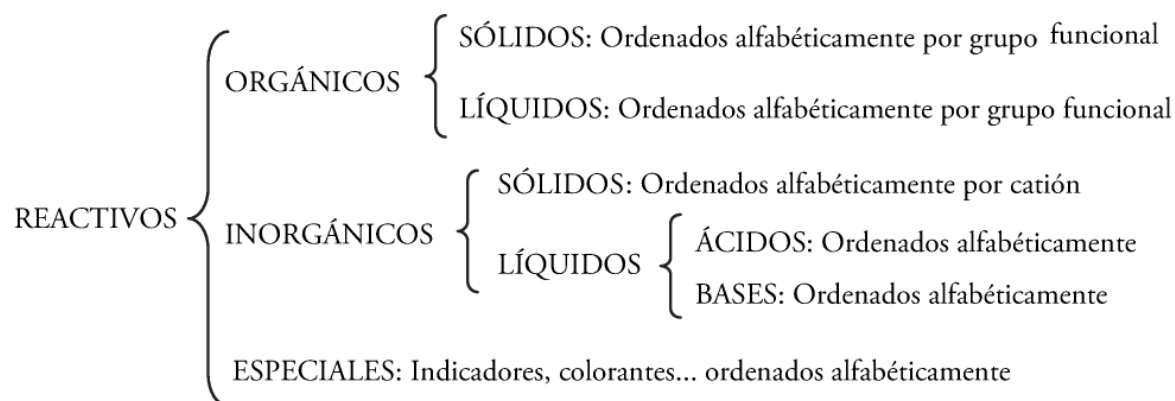 SÓLIDOS: Ordenados alfabéticamente por grupo funcional
ORGÁNICOS
LÍQUIDOS: Ordenados alfabéticamente por grupo funcional
SÓLIDOS: Ordenados alfabéticamente por catión
REACTIVOS
INORGÁNICOS
ÁCIDOS: Ordenados alfabéticamente
LÍQUIDOS
BASES: Ordenados alfabéticamente
ESPECIALES: Indicadores, colorantes... ordenados alfabéticamente